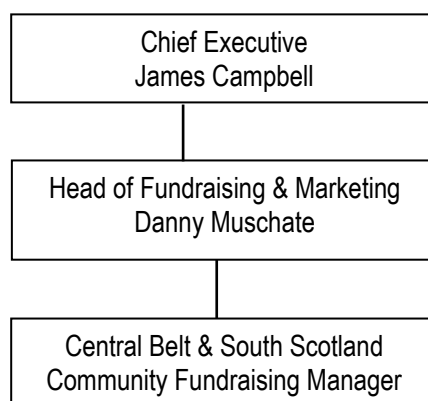 Chief Executive
James Campbell
Head of Fundraising & Marketing
Danny Muschate
Central Belt & South Scotland
Community Fundraising Manager